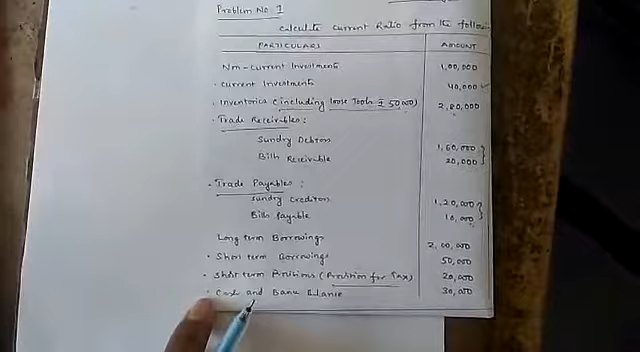 Problem No 1
Calculate Current Ratio from the follow
PARTICULARS AMOUNT
Non-Current Investments 1,00,000
Current Investments 40,000
Inventories (including loose Tools ₹ 50,000) 2,80,000
Trade Receivables:
Sundry Debtors 1,60,000
Bills Receivable 20,000
Trade Payables:
Sundry Creditors 1,20,000
Bills Payable 10,000
Long term Borrowings 2,00,000
Short term Borrowings 50,000
Short term Provisions (Provision for Tax) 20,000
Cash and Bank Balance 30,000